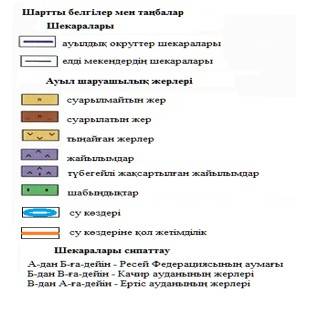 Шартты белгілер мен таңбалар
Шекаралары
ауылдық округтер шекаралары
елді мекендердің шекаралары
Ауыл шаруашылық жерлері
суарылмайтын жер
суарылатын жер
тыңайған жерлер
жайылымдар
түбегейлі жақсартылған жайылымдар
шабындықтар
су көздері
су көздеріне қол жетімділік
Шекаралары сипаттау
А-дан Б-ға-дейін - Ресей Федерациясының аумағы
Б-дан В-ға-дейін - Качир ауданының жерлері
В-дан А-ға-дейін - Ертіс ауданының жерлері